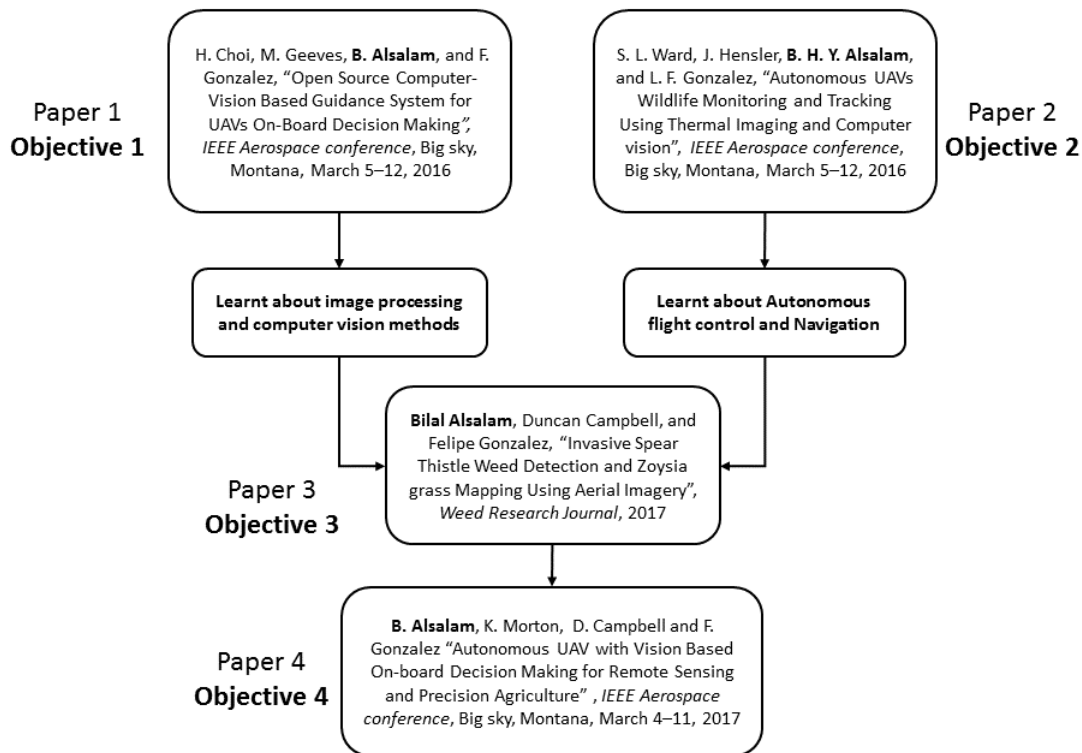 Paper 1
Objective 1
H. Choi, M. Geeves, B. Alsalam, and F.
Gonzalez, “Open Source Computer-
Vision Based Guidance System for
UAVs On-Board Decision Making”,
IEEE Aerospace conference, Big sky,
Montana, March 5–12, 2016
S. L. Ward, J. Hensler, B. H. Y. Alsalam,
and L. F. Gonzalez, “Autonomous UAVs
Wildlife Monitoring and Tracking
Using Thermal Imaging and Computer
vision”, IEEE Aerospace conference,
Big sky, Montana, March 5–12, 2016
Paper 2
Objective 2
Learnt about image processing
and computer vision methods
Learnt about Autonomous
flight control and Navigation
Paper 3
Objective 3
Bilal Alsalam, Duncan Campbell, and
Felipe Gonzalez, “Invasive Spear
Thistle Weed Detection and Zoysia
grass Mapping Using Aerial Imagery”,
Weed Research Journal, 2017
Paper 4
Objective 4
B. Alsalam, K. Morton, D. Campbell and F.
Gonzalez “Autonomous UAV with Vision Based
On-board Decision Making for Remote Sensing
and Precision Agriculture” , IEEE Aerospace
conference, Big sky, Montana, March 4–11, 2017